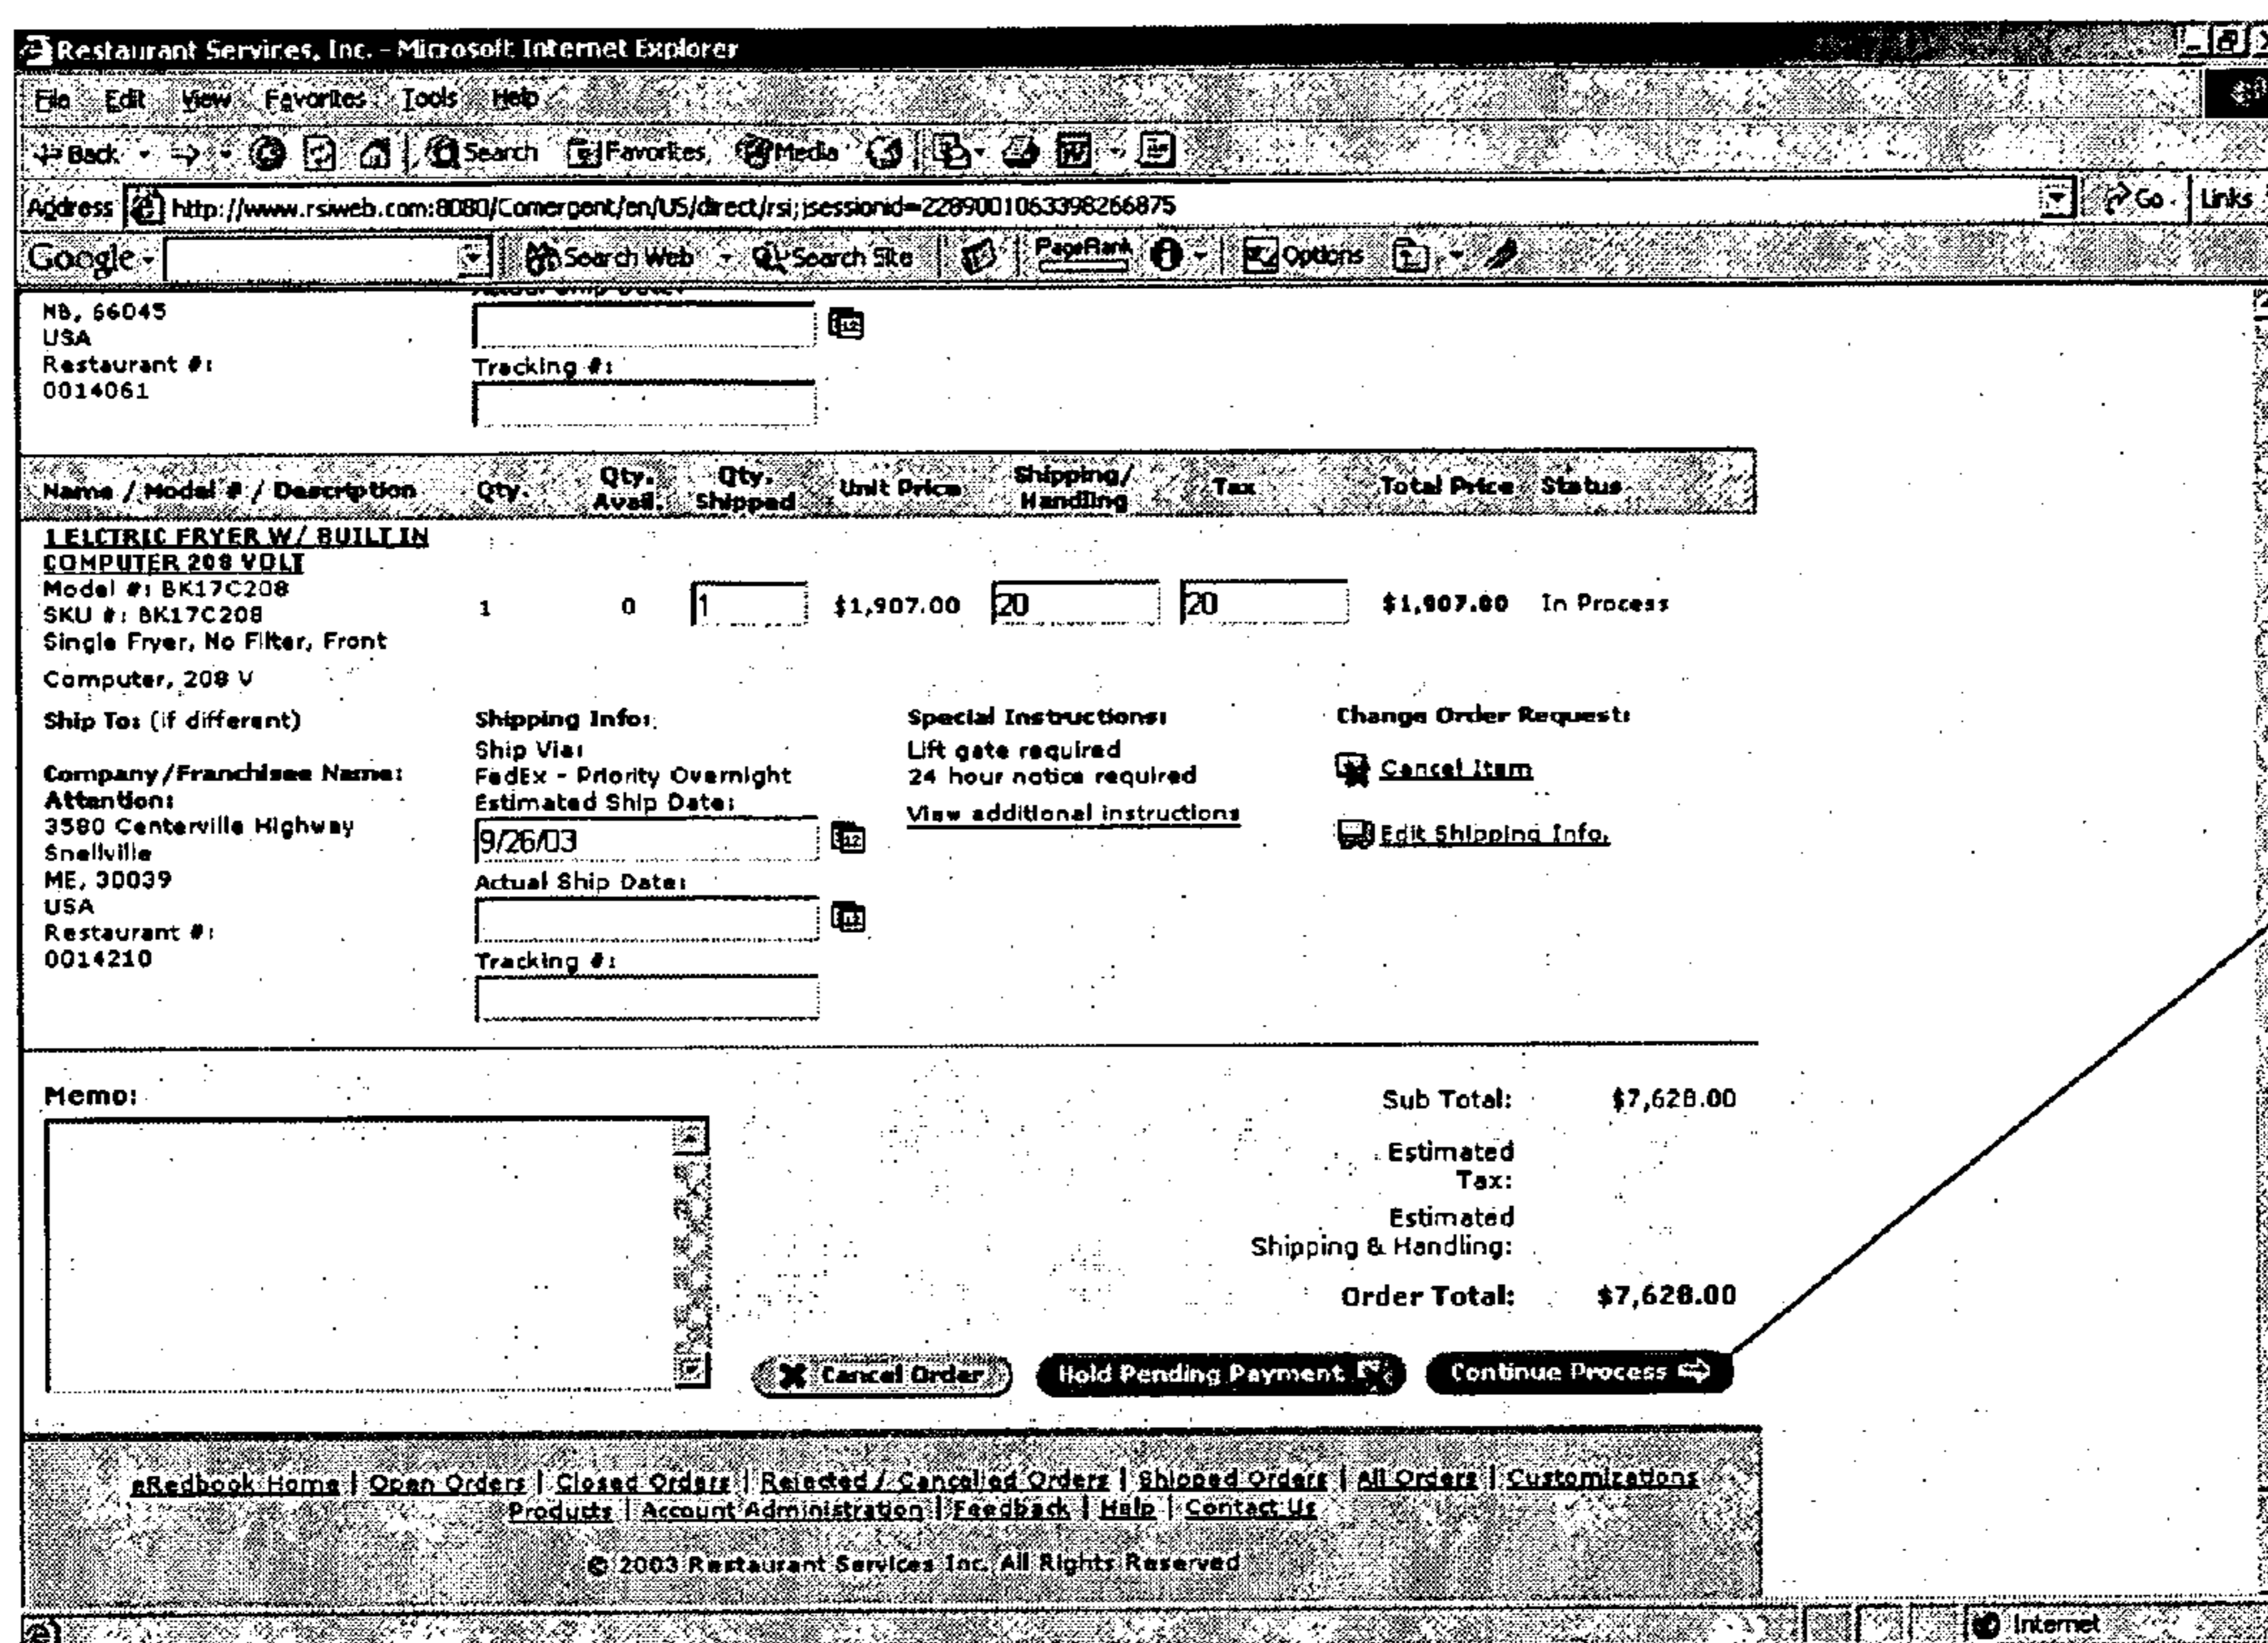 Restaurant Services, Inc. - Microsoft Internet Explorer
File Edit View Favorites Tools Help
Back Search Favorites Media
Address http://www.rsiweb.com:8080/Comergent/en/US/direct/rsi;jsessionid=2289001063398266875 Go Links
Google Search Web Search Site PageRank Options
Actual Ship Date:
NB, 66045
USA
Restaurant #:
0014061
Tracking #:
Name / Model # / Description Qty. Qty. Avail. Qty. Shipped Unit Price Shipping/ Handling Tax Total Price Status
1 ELCTRIC FRYER W/ BUILT IN
COMPUTER 208 VOLT
Model #: BK17C208
SKU #: BK17C208
Single Fryer, No Filter, Front
Computer, 208 V
1 0 1 $1,907.00 20 20 $1,907.00 In Process
Ship To: (if different)
Company/Franchisee Name:
Attention:
3580 Centerville Highway
Snellville
ME, 30039
USA
Restaurant #:
0014210
Shipping Info:
Ship Via:
FedEx - Priority Overnight
Estimated Ship Date:
9/26/03
Actual Ship Date:
Tracking #:
Special Instructions:
Lift gate required
24 hour notice required
View additional instructions
Change Order Request:
Cancel Item
Edit Shipping Info.
Memo:
Sub Total: $7,628.00
Estimated
Tax:
Estimated
Shipping & Handling:
Order Total: $7,628.00
Cancel Order Hold Pending Payment Continue Process
eRedbook Home | Open Orders | Closed Orders | Rejected / Cancelled Orders | Shipped Orders | All Orders | Customizations
Products | Account Administration | Feedback | Help | Contact Us
© 2003 Restaurant Services Inc. All Rights Reserved
Internet